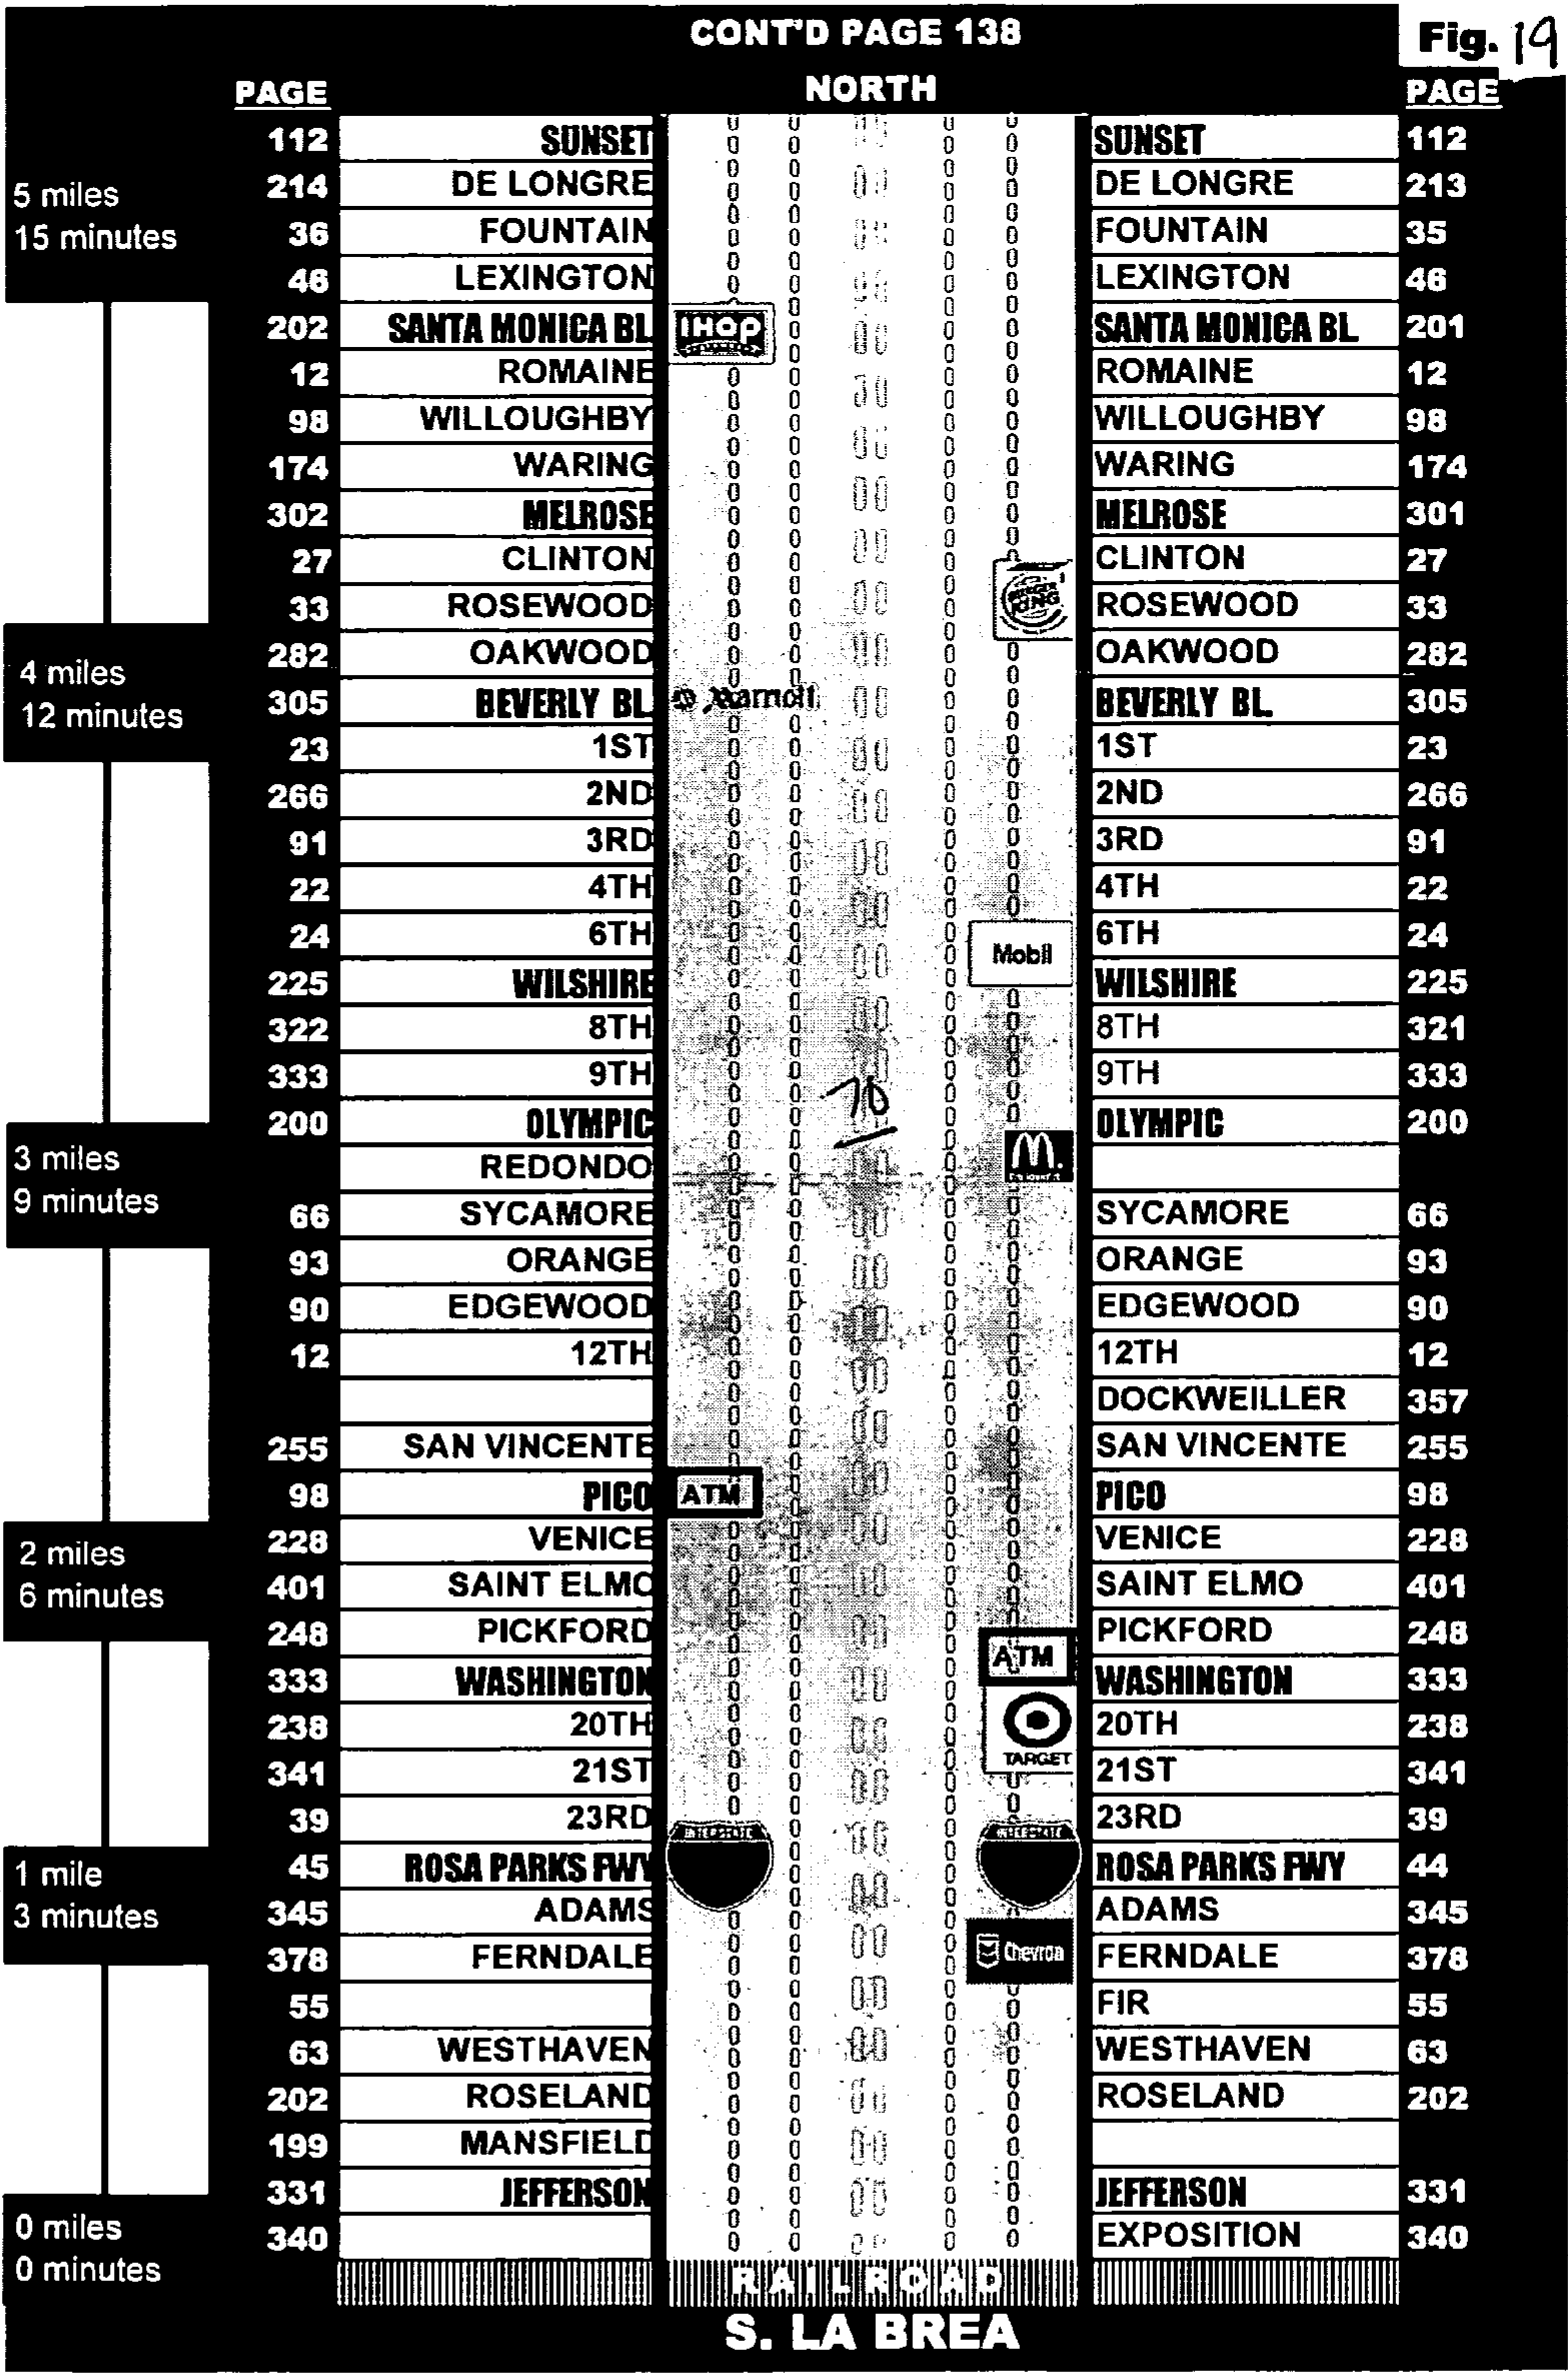 CONT'D PAGE 138
Fig. 19
PAGE NORTH PAGE
112 SUNSET SUNSET 112
5 miles
214 DE LONGRE DE LONGRE 213
15 minutes
36 FOUNTAIN FOUNTAIN 35
46 LEXINGTON LEXINGTON 46
202 SANTA MONICA BL IHOP SANTA MONICA BL 201
12 ROMAINE ROMAINE 12
98 WILLOUGHBY WILLOUGHBY 98
174 WARING WARING 174
302 MELROSE MELROSE 301
27 CLINTON CLINTON 27
33 ROSEWOOD BURGER KING ROSEWOOD 33
282 OAKWOOD OAKWOOD 282
4 miles
12 minutes
305 BEVERLY BL Marriott BEVERLY BL. 305
23 1ST 1ST 23
266 2ND 2ND 266
91 3RD 3RD 91
22 4TH 4TH 22
24 6TH Mobil 6TH 24
225 WILSHIRE WILSHIRE 225
322 8TH 8TH 321
333 9TH 9TH 333
10
200 OLYMPIC OLYMPIC 200
3 miles
REDONDO
9 minutes
66 SYCAMORE SYCAMORE 66
93 ORANGE ORANGE 93
90 EDGEWOOD EDGEWOOD 90
12 12TH 12TH 12
DOCKWEILLER 357
255 SAN VINCENTE SAN VINCENTE 255
98 PICO ATM PICO 98
2 miles
228 VENICE VENICE 228
6 minutes
401 SAINT ELMO SAINT ELMO 401
248 PICKFORD PICKFORD 248
ATM
333 WASHINGTON WASHINGTON 333
238 20TH 20TH 238
TARGET
341 21ST 21ST 341
39 23RD 23RD 39
INTERSTATE INTERSTATE
1 mile
45 ROSA PARKS FWY ROSA PARKS FWY 44
3 minutes
345 ADAMS ADAMS 345
378 FERNDALE Chevron FERNDALE 378
55 FIR 55
63 WESTHAVEN WESTHAVEN 63
202 ROSELAND ROSELAND 202
199 MANSFIELD
331 JEFFERSON JEFFERSON 331
0 miles
340 EXPOSITION 340
0 minutes
RAILROAD
S. LA BREA